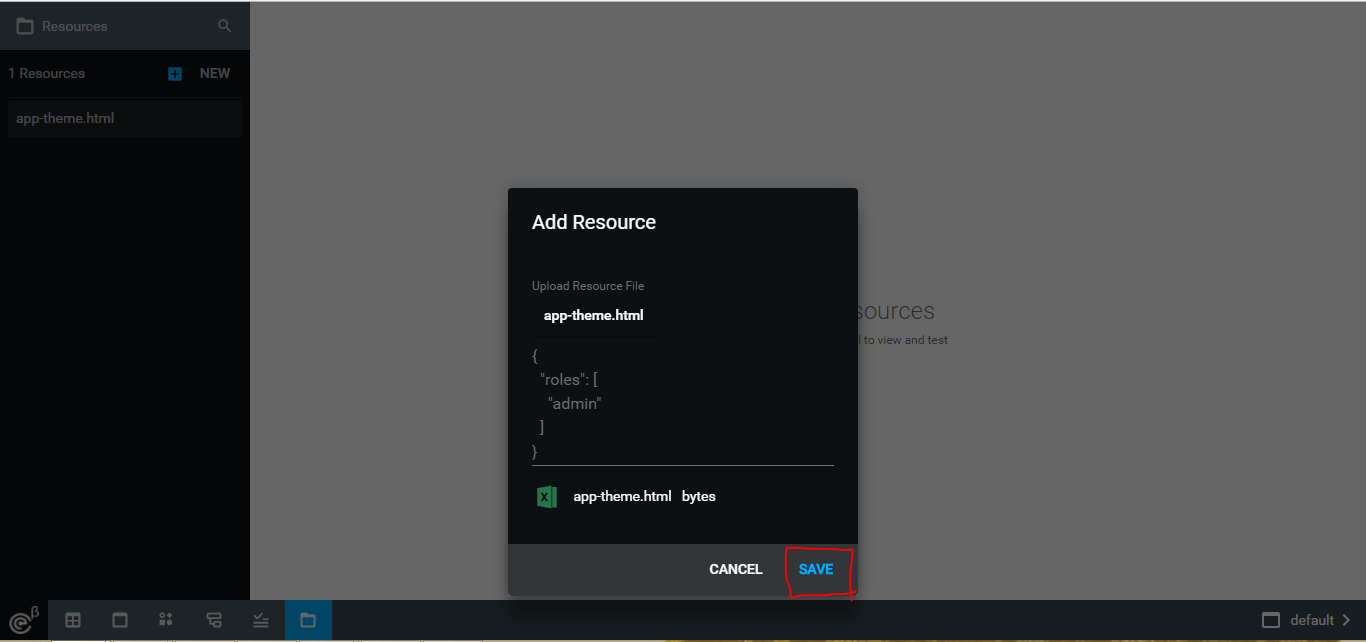 Resources
1 Resources NEW
app-theme.html
Add Resource
Upload Resource File
app-theme.html
{
"roles": [
"admin"
]
}
app-theme.html bytes
CANCEL SAVE
sources
to view and test
β
default